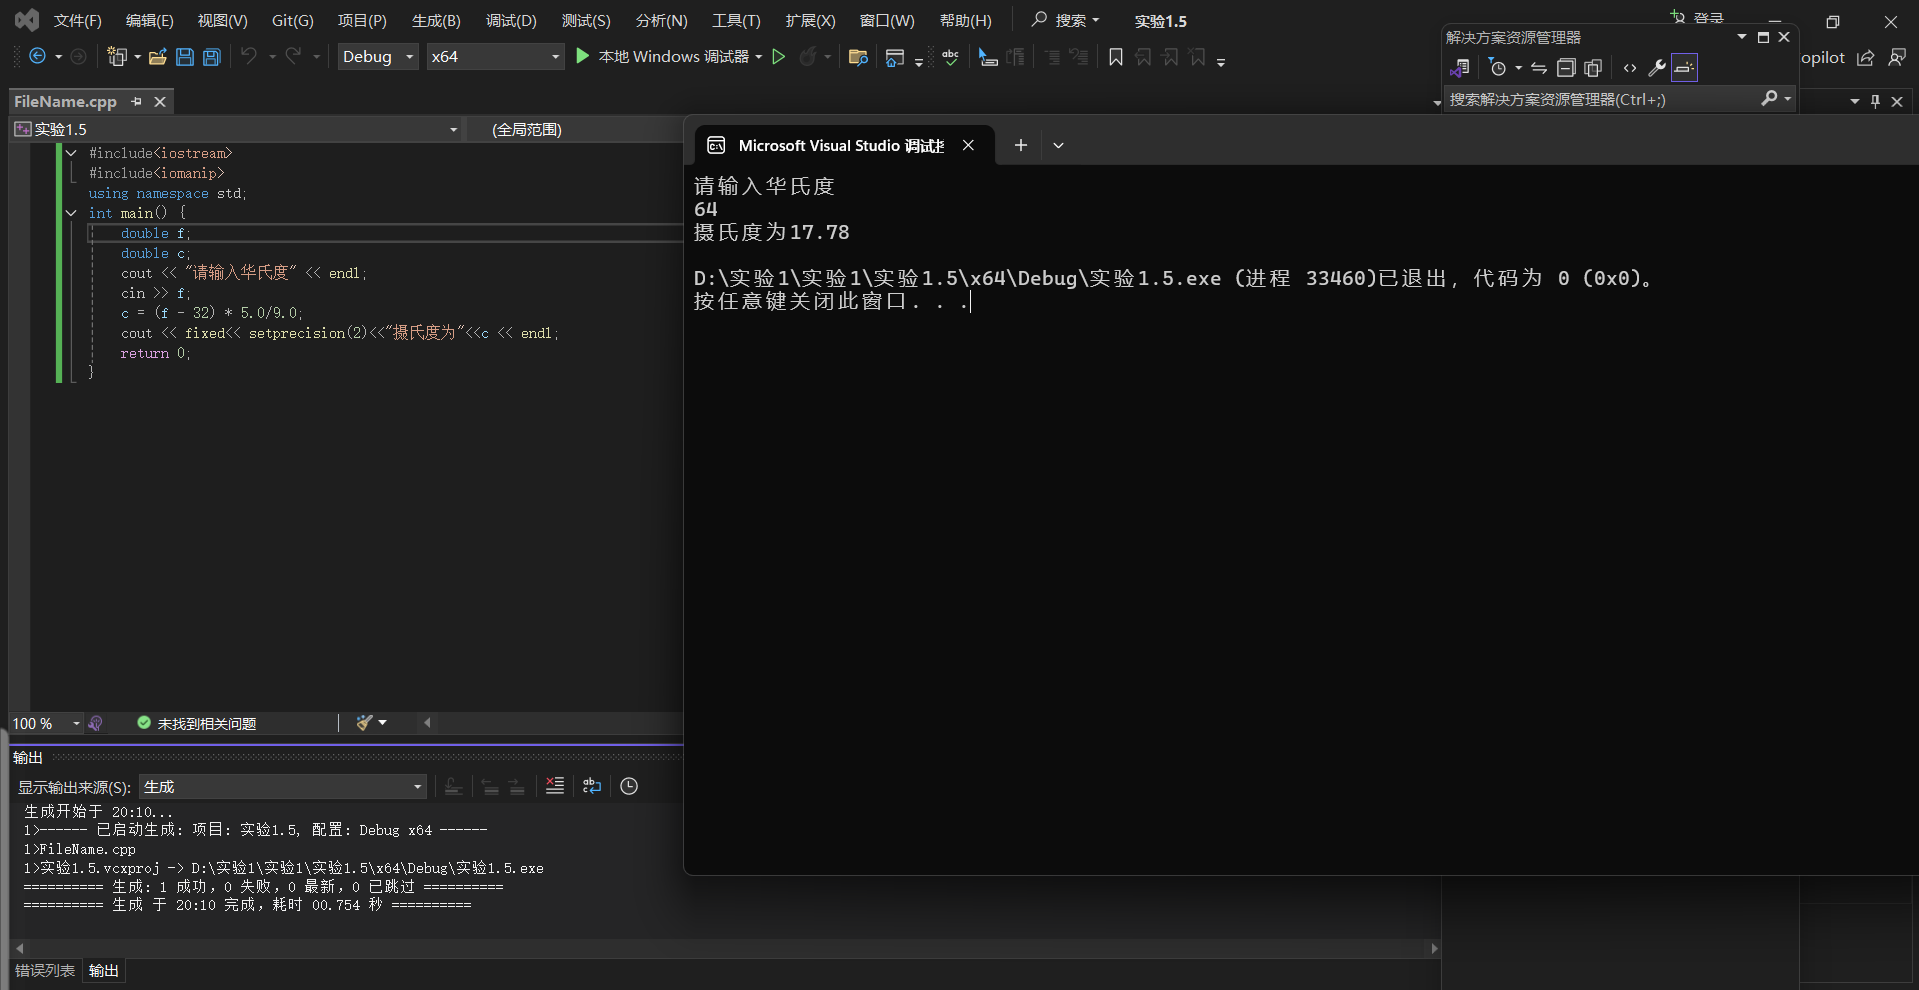 文件(F) 编辑(E) 视图(V) Git(G) 项目(P) 生成(B) 调试(D) 测试(S) 分析(N) 工具(T) 扩展(X) 窗口(W) 帮助(H) 搜索 实验1.5 登录
Debug x64 本地 Windows 调试器 opilot
解决方案资源管理器
搜索解决方案资源管理器(Ctrl+;)
FileName.cpp
实验1.5 (全局范围)
#include<iostream>
#include<iomanip>
using namespace std;
int main() {
double f;
double c;
cout << "请输入华氏度" << endl;
cin >> f;
c = (f - 32) * 5.0/9.0;
cout << fixed<< setprecision(2)<<"摄氏度为"<<c << endl;
return 0;
}
Microsoft Visual Studio 调试
请输入华氏度
64
摄氏度为17.78
D:\实验1\实验1\实验1.5\x64\Debug\实验1.5.exe (进程 33460)已退出，代码为 0 (0x0)。
按任意键关闭此窗口. . .
100 % 未找到相关问题
输出
显示输出来源(S): 生成
生成开始于 20:10...
1>------ 已启动生成: 项目: 实验1.5, 配置: Debug x64 ------
1>FileName.cpp
1>实验1.5.vcxproj -> D:\实验1\实验1\实验1.5\x64\Debug\实验1.5.exe
========== 生成: 1 成功，0 失败，0 最新，0 已跳过 ==========
========== 生成 于 20:10 完成，耗时 00.754 秒 ==========
错误列表 输出